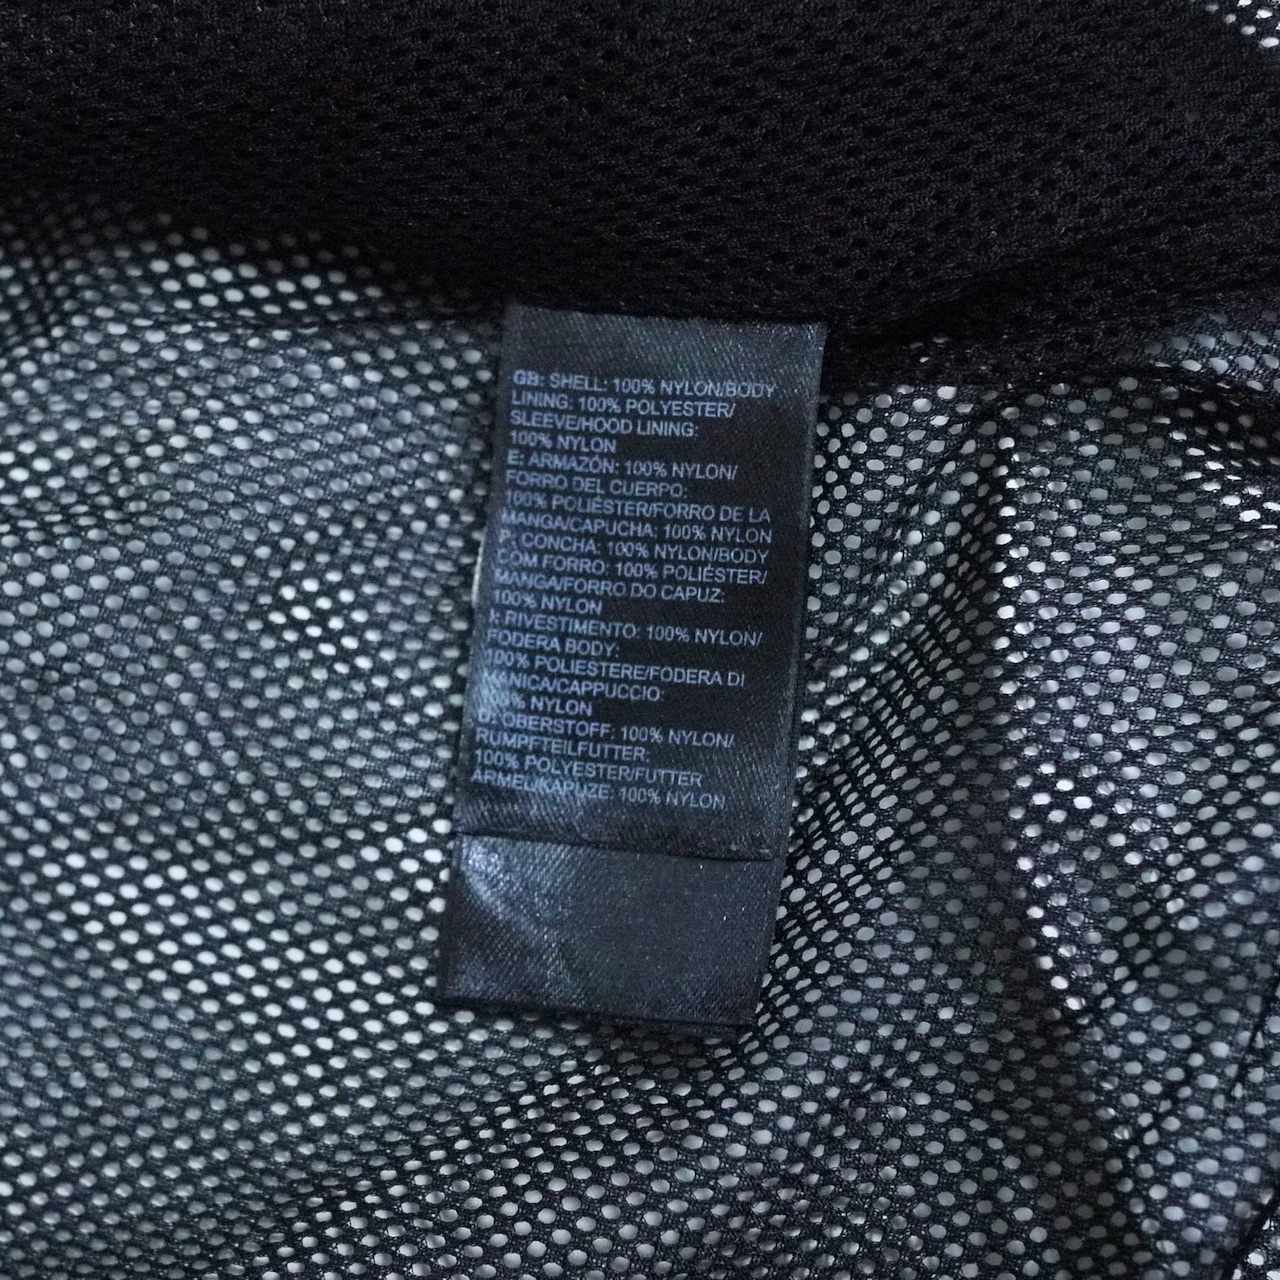 GB: SHELL: 100% NYLON/BODY
LINING: 100% POLYESTER/
SLEEVE/HOOD LINING:
100% NYLON
E: ARMAZÓN: 100% NYLON/
FORRO DEL CUERPO:
100% POLIÉSTER/FORRO DE LA
MANGA/CAPUCHA: 100% NYLON
P: CONCHA: 100% NYLON/BODY
COM FORRO: 100% POLIÉSTER/
MANGA/FORRO DO CAPUZ:
100% NYLON
I: RIVESTIMENTO: 100% NYLON/
FODERA BODY:
100% POLIESTERE/FODERA DI
MANICA/CAPPUCCIO:
100% NYLON
D: OBERSTOFF: 100% NYLON/
RUMPFTEILFUTTER:
100% POLYESTER/FUTTER
ÄRMEL/KAPUZE: 100% NYLON